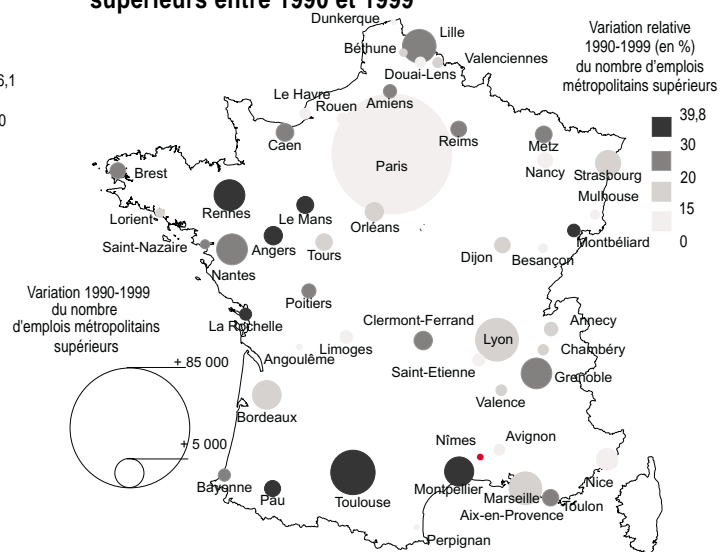 supérieurs entre 1990 et 1999
6,1
0
Dunkerque
Lille
Béthune
Valenciennes
Douai-Lens
Le Havre
Rouen
Amiens
Caen
Reims
Metz
Paris
Nancy
Strasbourg
Brest
Mulhouse
Rennes
Le Mans
Lorient
Orléans
Saint-Nazaire
Angers
Tours
Dijon
Besançon
Montbéliard
Nantes
Poitiers
La Rochelle
Clermont-Ferrand
Annecy
Lyon
Angoulême
Limoges
Chambéry
Saint-Etienne
Grenoble
Valence
Bordeaux
Nîmes
Avignon
Bayonne
Pau
Toulouse
Montpellier
Marseille
Aix-en-Provence
Toulon
Nice
Perpignan
Variation relative
1990-1999 (en %)
du nombre d'emplois
métropolitains supérieurs
39,8
30
20
15
0
Variation 1990-1999
du nombre
d'emplois métropolitains
supérieurs
+ 85 000
+ 5 000